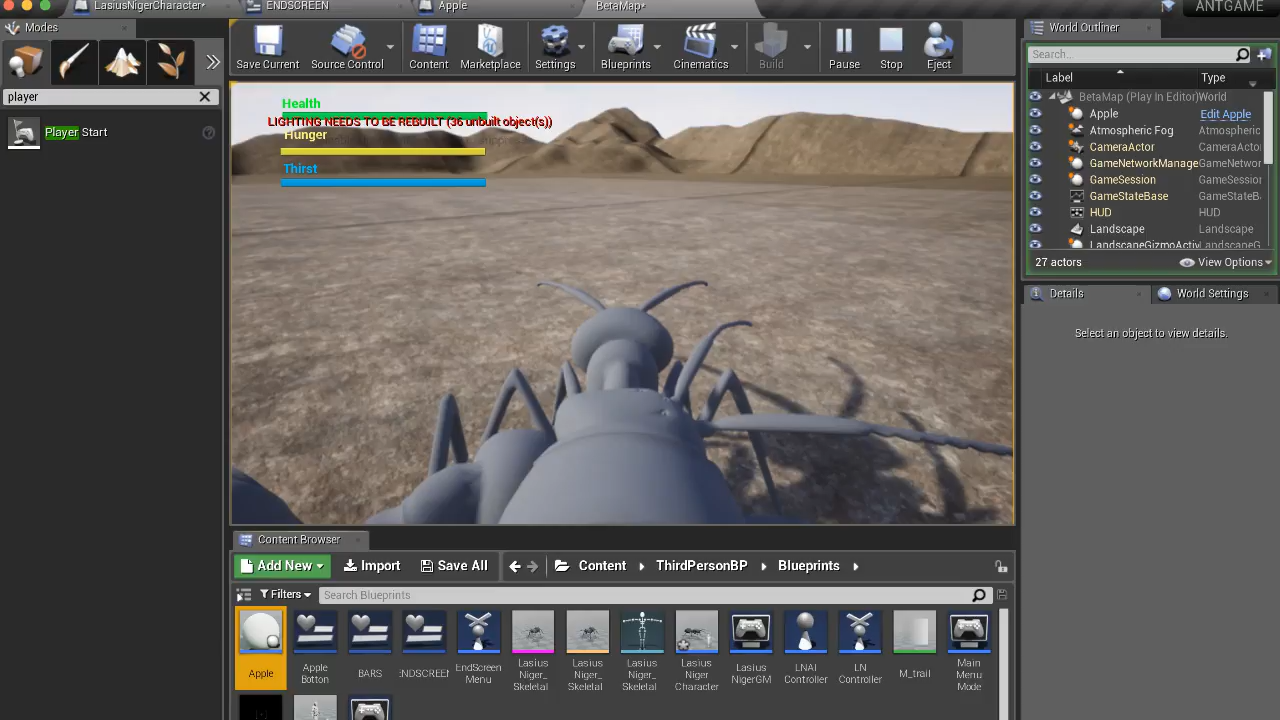 LasiusNigerCharacter*
ENDSCREEN
Apple
BetaMap*
ANTGAME
Modes
player
Player Start
Save Current
Source Control
Content
Marketplace
Settings
Blueprints
Cinematics
Build
Pause
Stop
Eject
Health
LIGHTING NEEDS TO BE REBUILT (36 unbuilt object(s))
Hunger
Thirst
World Outliner
Search...
Label Type
BetaMap (Play In Editor) World
Apple Edit Apple
Atmospheric Fog Atmospheric
CameraActor CameraActo
GameNetworkManage GameNetwor
GameSession GameSession
GameStateBase GameStateB
HUD HUD
Landscape Landscape
LandscapeGizmoActiv LandscapeG
27 actors View Options
Details World Settings
Select an object to view details.
Content Browser
Add New Import Save All Content ThirdPersonBP Blueprints
Filters Search Blueprints
Apple
Apple Botton
BARS
ENDSCREEN
EndScreen Menu
Lasius Niger_ Skeletal
Lasius Niger_ Skeletal
Lasius Niger_ Skeletal
Lasius Niger Character
Lasius NigerGM
LNAI Controller
LN Controller
M_trail
Main Menu Mode